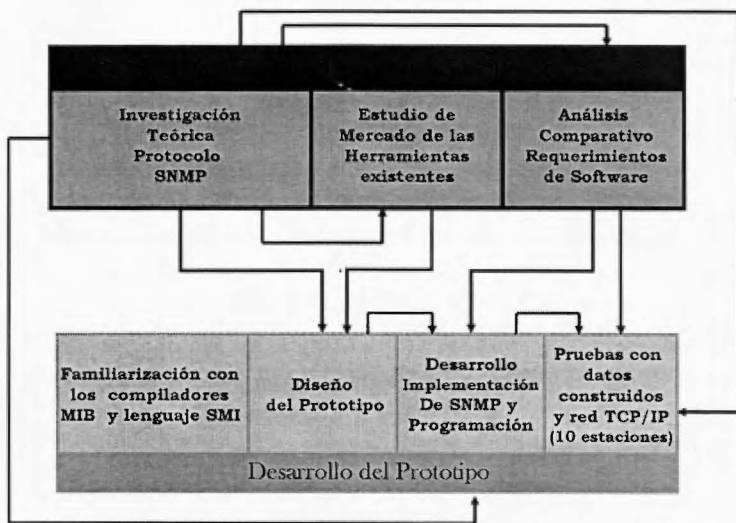 Investigación
Teórica
Protocolo
SNMP
Estudio de
Mercado de las
Herramientas
existentes
Análisis
Comparativo
Requerimientos
de Software
Familiarización con
los compiladores
MIB y lenguaje SMI
Diseño
del Prototipo
Desarrollo
Implementación
De SNMP y
Programación
Pruebas con
datos
construidos
y red TCP/IP
(10 estaciones)
Desarrollo del Prototipo